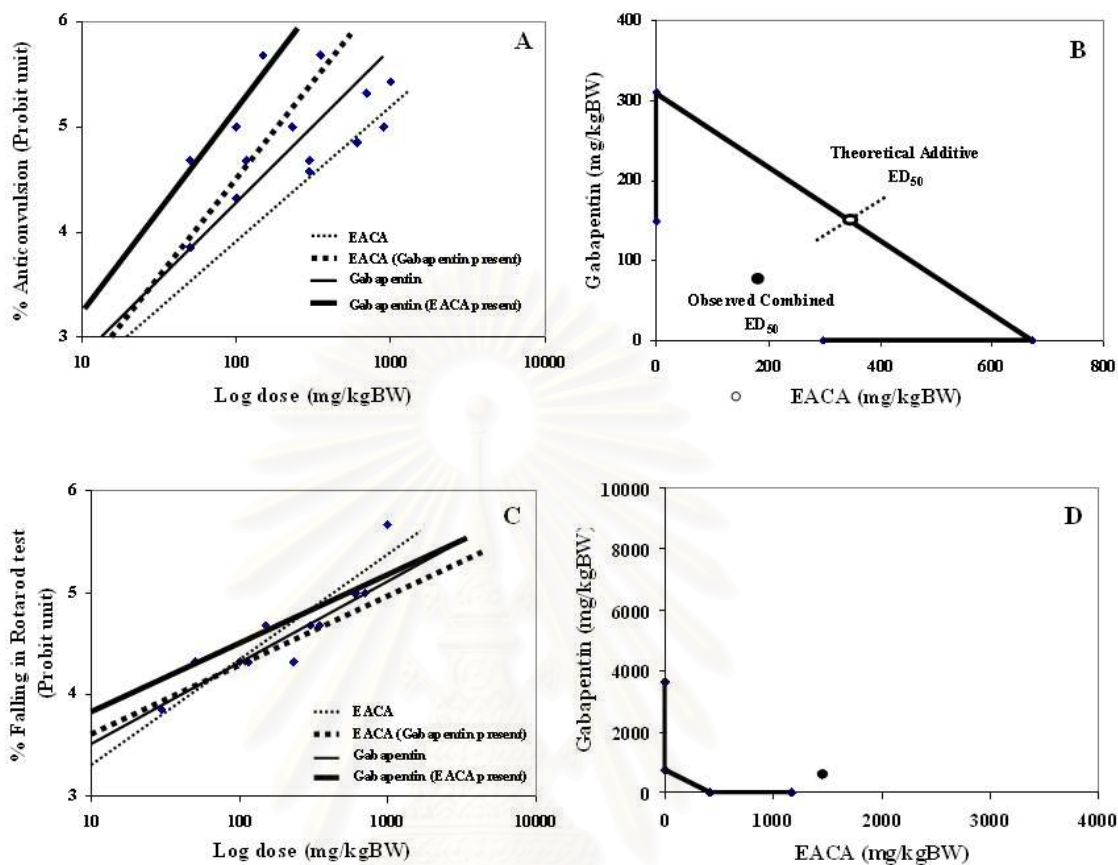 A
% Anticonvulsion (Probit unit)
6
5
4
3
10
100
1000
10000
Log dose (mg/kgBW)
EACA
EACA (Gabapentin present)
Gabapentin
Gabapentin (EACA present)
B
Gabapentin (mg/kgBW)
400
300
200
100
0
0
200
400
600
800
EACA (mg/kgBW)
Theoretical Additive
ED50
Observed Combined
ED50
C
% Falling in Rotarod test
(Probit unit)
6
5
4
3
10
100
1000
10000
Log dose (mg/kgBW)
EACA
EACA (Gabapentin present)
Gabapentin
Gabapentin (EACA present)
D
Gabapentin (mg/kgBW)
10000
8000
6000
4000
2000
0
0
1000
2000
3000
4000
EACA (mg/kgBW)